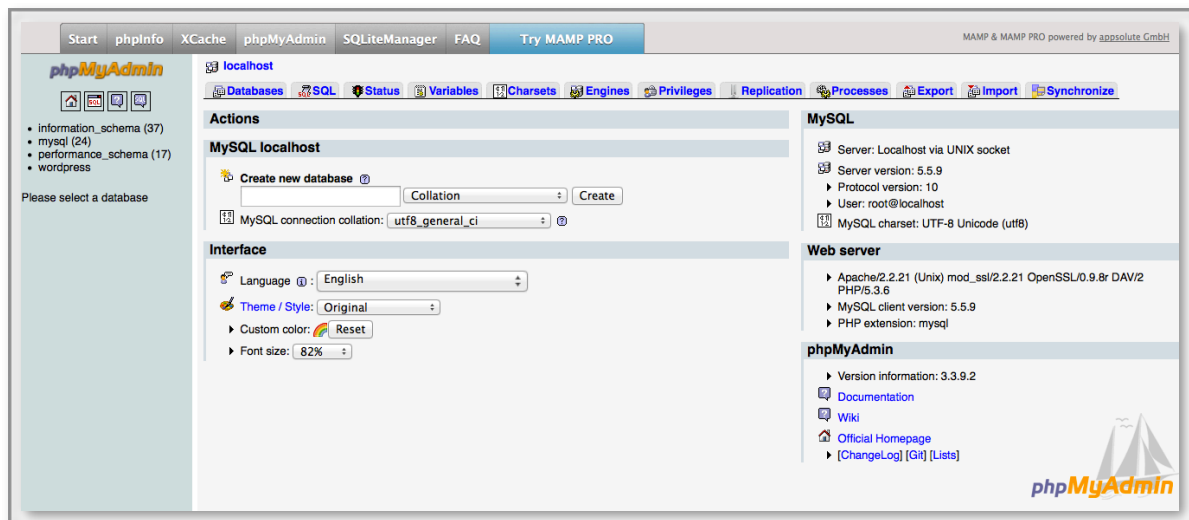 Start phpInfo XCache phpMyAdmin SQLiteManager FAQ Try MAMP PRO
MAMP & MAMP PRO powered by appsolute GmbH
phpMyAdmin
SQL
information_schema (37)
mysql (24)
performance_schema (17)
wordpress
Please select a database
localhost
Databases SQL Status Variables Charsets Engines Privileges Replication Processes Export Import Synchronize
Actions
MySQL localhost
Create new database
Collation Create
MySQL connection collation: utf8_general_ci
Interface
Language : English
Theme / Style: Original
Custom color: Reset
Font size: 82%
MySQL
Server: Localhost via UNIX socket
Server version: 5.5.9
Protocol version: 10
User: root@localhost
MySQL charset: UTF-8 Unicode (utf8)
Web server
Apache/2.2.21 (Unix) mod_ssl/2.2.21 OpenSSL/0.9.8r DAV/2
PHP/5.3.6
MySQL client version: 5.5.9
PHP extension: mysql
phpMyAdmin
Version information: 3.3.9.2
Documentation
Wiki
Official Homepage
[ChangeLog] [Git] [Lists]
phpMyAdmin